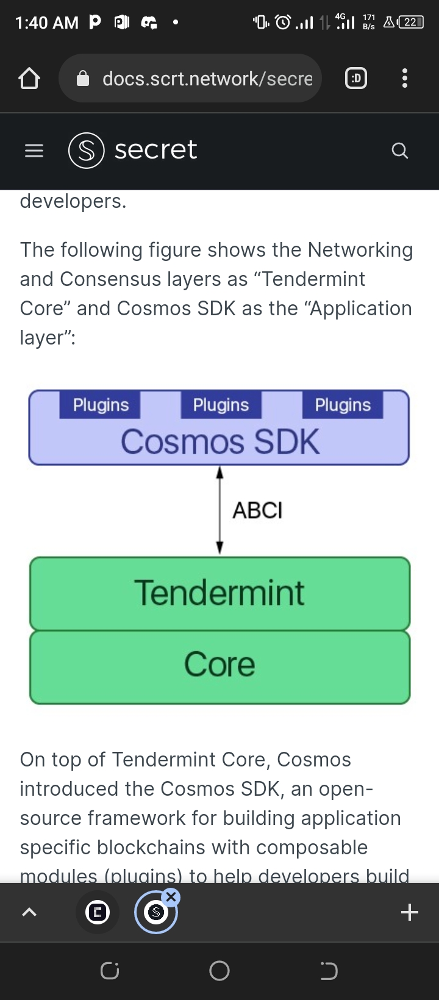 1:40 AM
4G
171
B/s
22
docs.scrt.network/secre
:D
secret
developers.
The following figure shows the Networking
and Consensus layers as “Tendermint
Core” and Cosmos SDK as the “Application
layer”:
Plugins Plugins Plugins
Cosmos SDK
ABCI
Tendermint
Core
On top of Tendermint Core, Cosmos
introduced the Cosmos SDK, an open-
source framework for building application
specific blockchains with composable
modules (plugins) to help developers build